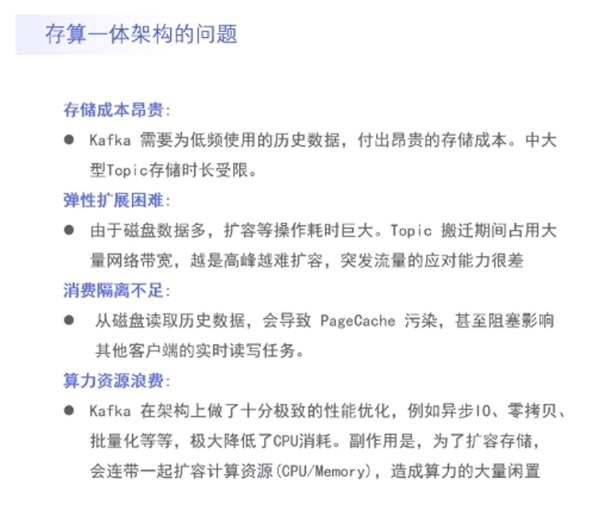 存算一体架构的问题
存储成本昂贵：
● Kafka 需要为低频使用的历史数据，付出昂贵的存储成本。中大
型Topic存储时长受限。
弹性扩展困难：
● 由于磁盘数据多，扩容等操作耗时巨大。Topic 搬迁期间占用大
量网络带宽，越是高峰越难扩容，突发流量的应对能力很差
消费隔离不足：
● 从磁盘读取历史数据，会导致 PageCache 污染，甚至阻塞影响
其他客户端的实时读写任务。
算力资源浪费：
● Kafka 在架构上做了十分极致的性能优化，例如异步IO、零拷贝、
批量化等等，极大降低了CPU消耗。副作用是，为了扩容存储，
会连带一起扩容计算资源(CPU/Memory)，造成算力的大量闲置